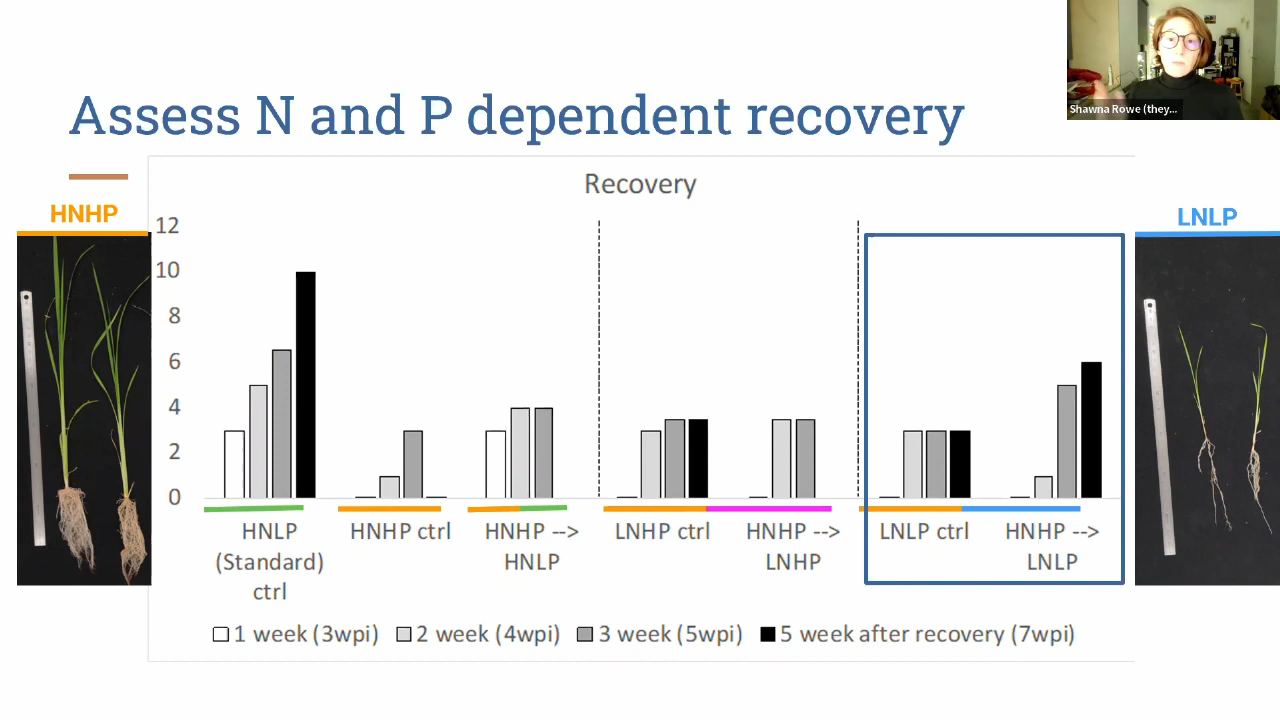 Assess N and P dependent recovery
Shawna Rowe (they...
HNHP
LNLP
Recovery
12
10
8
6
4
2
0
HNLP
(Standard)
ctrl
HNHP ctrl
HNHP -->
HNLP
LNHP ctrl
HNHP -->
LNHP
LNLP ctrl
HNHP -->
LNLP
1 week (3wpi) 2 week (4wpi) 3 week (5wpi) 5 week after recovery (7wpi)